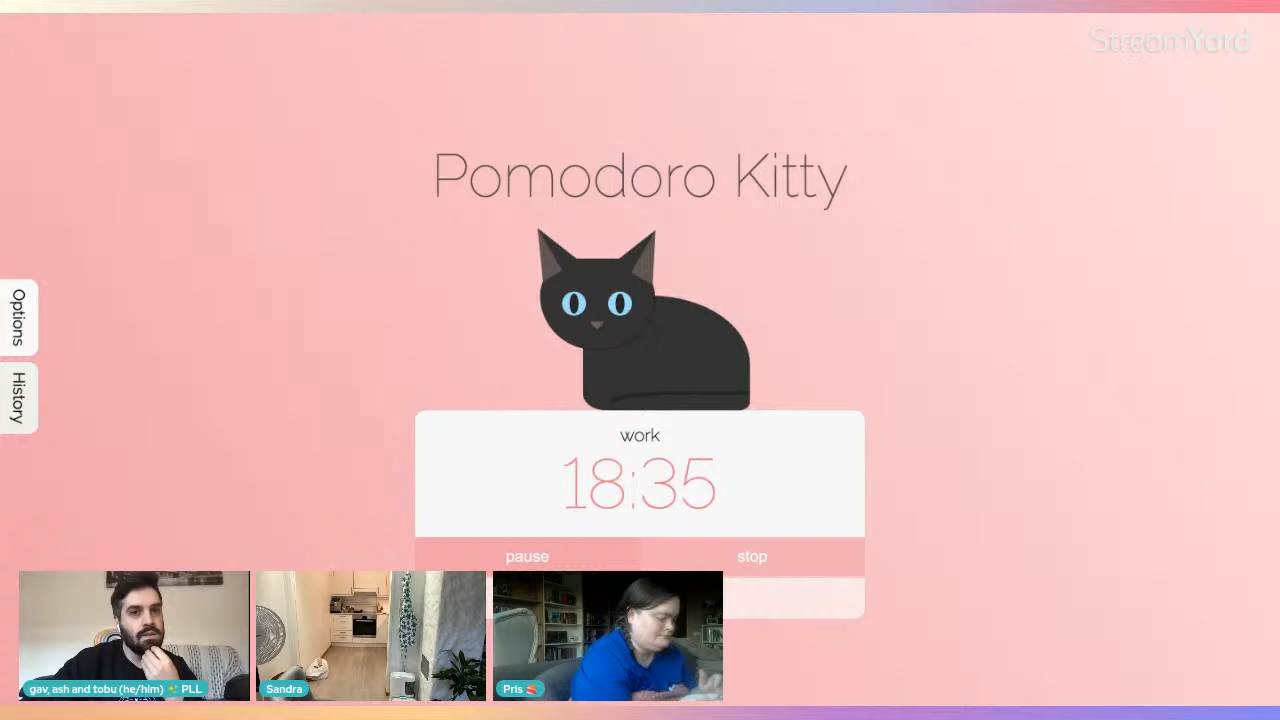 StreamYard
Pomodoro Kitty
Options
History
work
18:35
pause
stop
gav, ash and tobu (he/him) ✨ PLL
Sandra
Pris